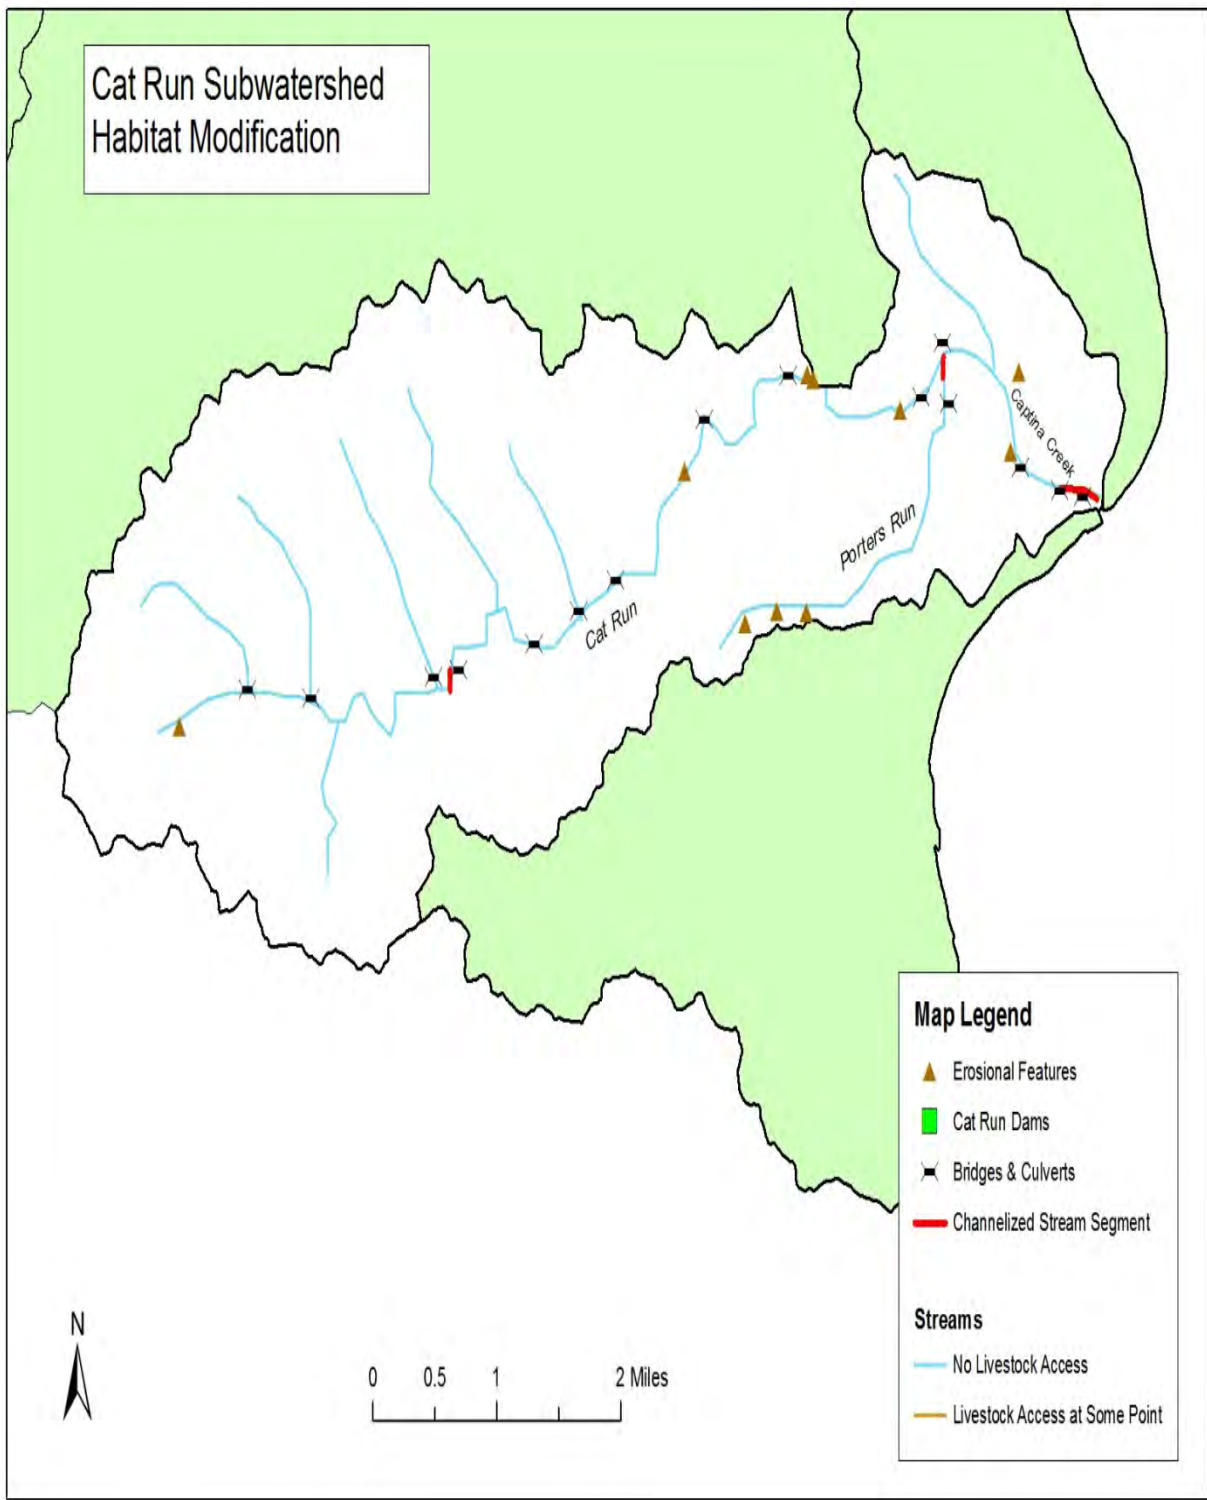 Cat Run Subwatershed
Habitat Modification
Captina Creek
Porters Run
Cat Run
Map Legend
Erosional Features
Cat Run Dams
Bridges & Culverts
Channelized Stream Segment
Streams
No Livestock Access
Livestock Access at Some Point
N
0 0.5 1 2 Miles